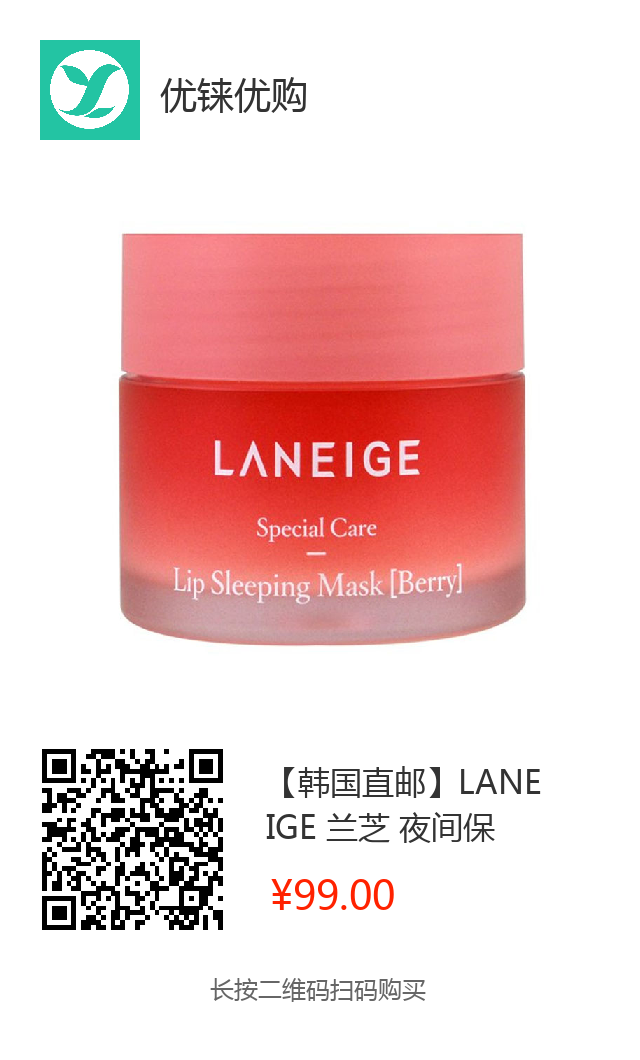 优铼优购
LANEIGE
Special Care
Lip Sleeping Mask [Berry]
【韩国直邮】LANE
IGE 兰芝 夜间保
¥99.00
长按二维码扫码购买